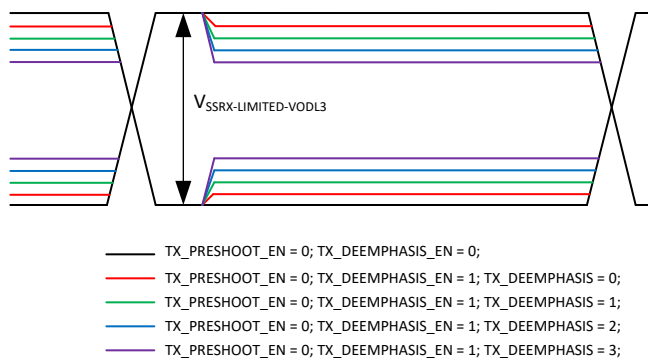 VSSRX-LIMITED-VODL3
TX_PRESHOOT_EN = 0; TX_DEEMPHASIS_EN = 0;
TX_PRESHOOT_EN = 0; TX_DEEMPHASIS_EN = 1; TX_DEEMPHASIS = 0;
TX_PRESHOOT_EN = 0; TX_DEEMPHASIS_EN = 1; TX_DEEMPHASIS = 1;
TX_PRESHOOT_EN = 0; TX_DEEMPHASIS_EN = 1; TX_DEEMPHASIS = 2;
TX_PRESHOOT_EN = 0; TX_DEEMPHASIS_EN = 1; TX_DEEMPHASIS = 3;